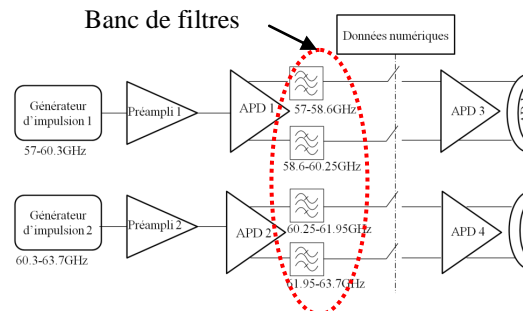 Banc de filtres
Données numériques
Générateur
d'impulsion 1
57-60.3GHz
Préampli 1
APD 1
57-58.6GHz
58.6-60.25GHz
APD 3
Générateur
d'impulsion 2
60.3-63.7GHz
Préampli 2
APD 2
60.25-61.95GHz
61.95-63.7GHz
APD 4